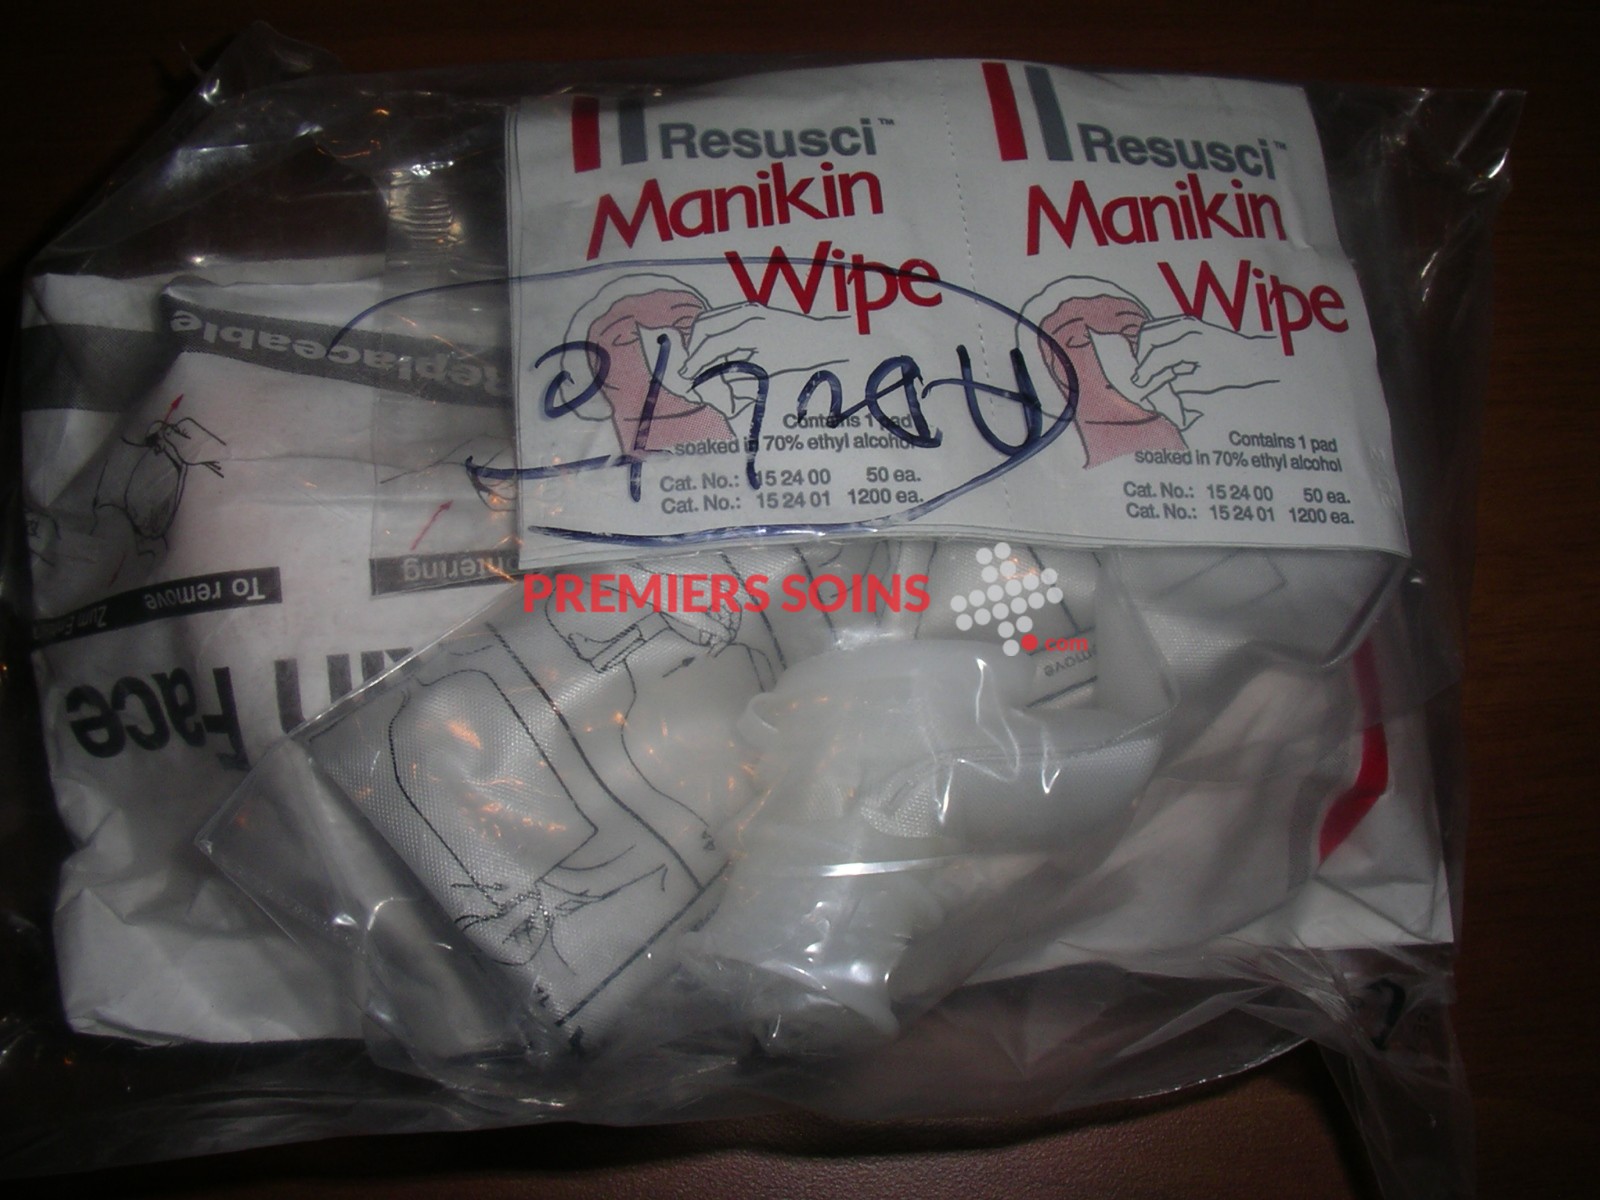 Resusci™
Manikin
Wipe
Contains 1 pad
soaked in 70% ethyl alcohol
Cat. No.: 15 24 00 50 ea.
Cat. No.: 15 24 01 1200 ea.
Resusci™
Manikin
Wipe
Contains 1 pad
soaked in 70% ethyl alcohol
Cat. No.: 15 24 00 50 ea.
Cat. No.: 15 24 01 1200 ea.
Adulte
Replaceable
To remove
Face
PREMIERS SOINS
.com